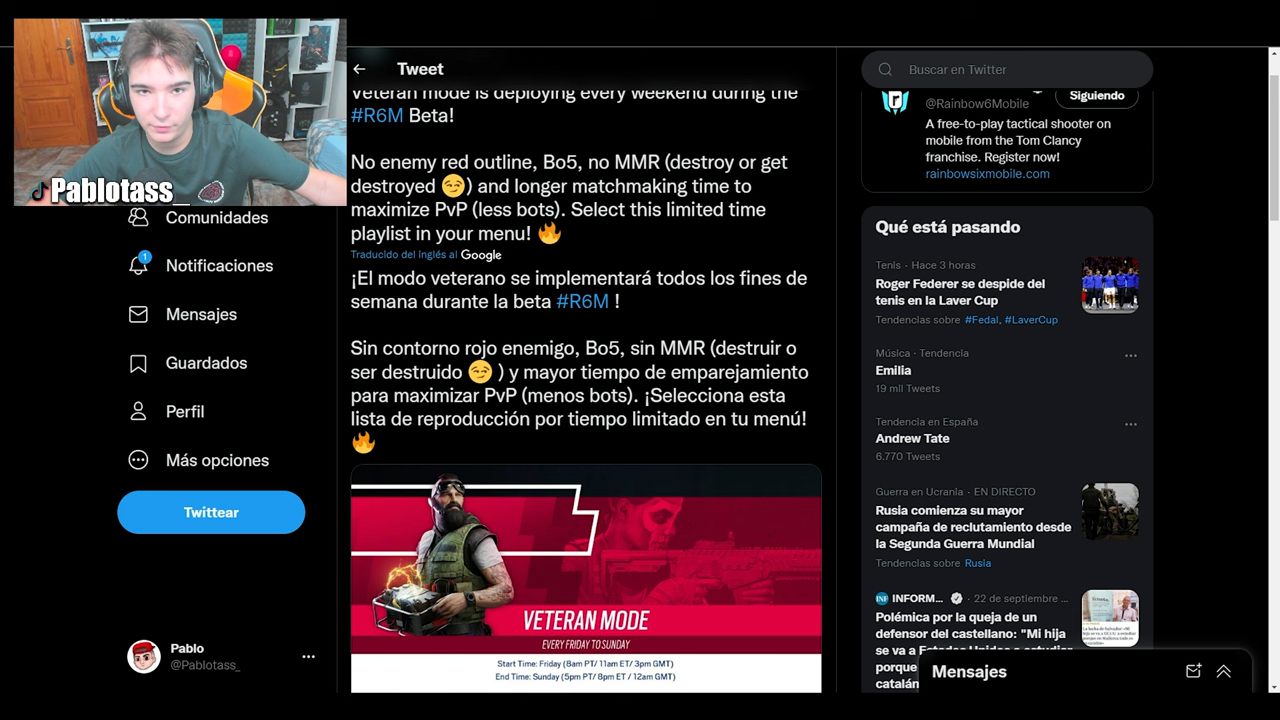 Pablotass_
Comunidades
1
Notificaciones
Mensajes
Guardados
Perfil
Más opciones
Twittear
Pablo
@Pablotass_
Tweet
Veteran mode is deploying every weekend during the
#R6M Beta!
No enemy red outline, Bo5, no MMR (destroy or get
destroyed 😏) and longer matchmaking time to
maximize PvP (less bots). Select this limited time
playlist in your menu! 🔥
Traducido del inglés al Google
¡El modo veterano se implementará todos los fines de
semana durante la beta #R6M !
Sin contorno rojo enemigo, Bo5, sin MMR (destruir o
ser destruido 😏 ) y mayor tiempo de emparejamiento
para maximizar PvP (menos bots). ¡Selecciona esta
lista de reproducción por tiempo limitado en tu menú!
🔥
VETERAN MODE
EVERY FRIDAY TO SUNDAY
Start Time: Friday (8am PT/ 11am ET/ 3pm GMT)
End Time: Sunday (5pm PT/ 8pm ET / 12am GMT)
Buscar en Twitter
@Rainbow6Mobile
Siguiendo
A free-to-play tactical shooter on
mobile from the Tom Clancy
franchise. Register now!
rainbowsixmobile.com
Qué está pasando
Tenis · Hace 3 horas
Roger Federer se despide del
tenis en la Laver Cup
Tendencias sobre #Fedal, #LaverCup
Música · Tendencia
Emilia
19 mil Tweets
Tendencia en España
Andrew Tate
6.770 Tweets
Guerra en Ucrania · EN DIRECTO
Rusia comienza su mayor
campaña de reclutamiento desde
la Segunda Guerra Mundial
Tendencias sobre Rusia
INFORM... · 22 de septiembre ...
Polémica por la queja de un
defensor del castellano: "Mi hija
se va a
porque
catalán
Mensajes